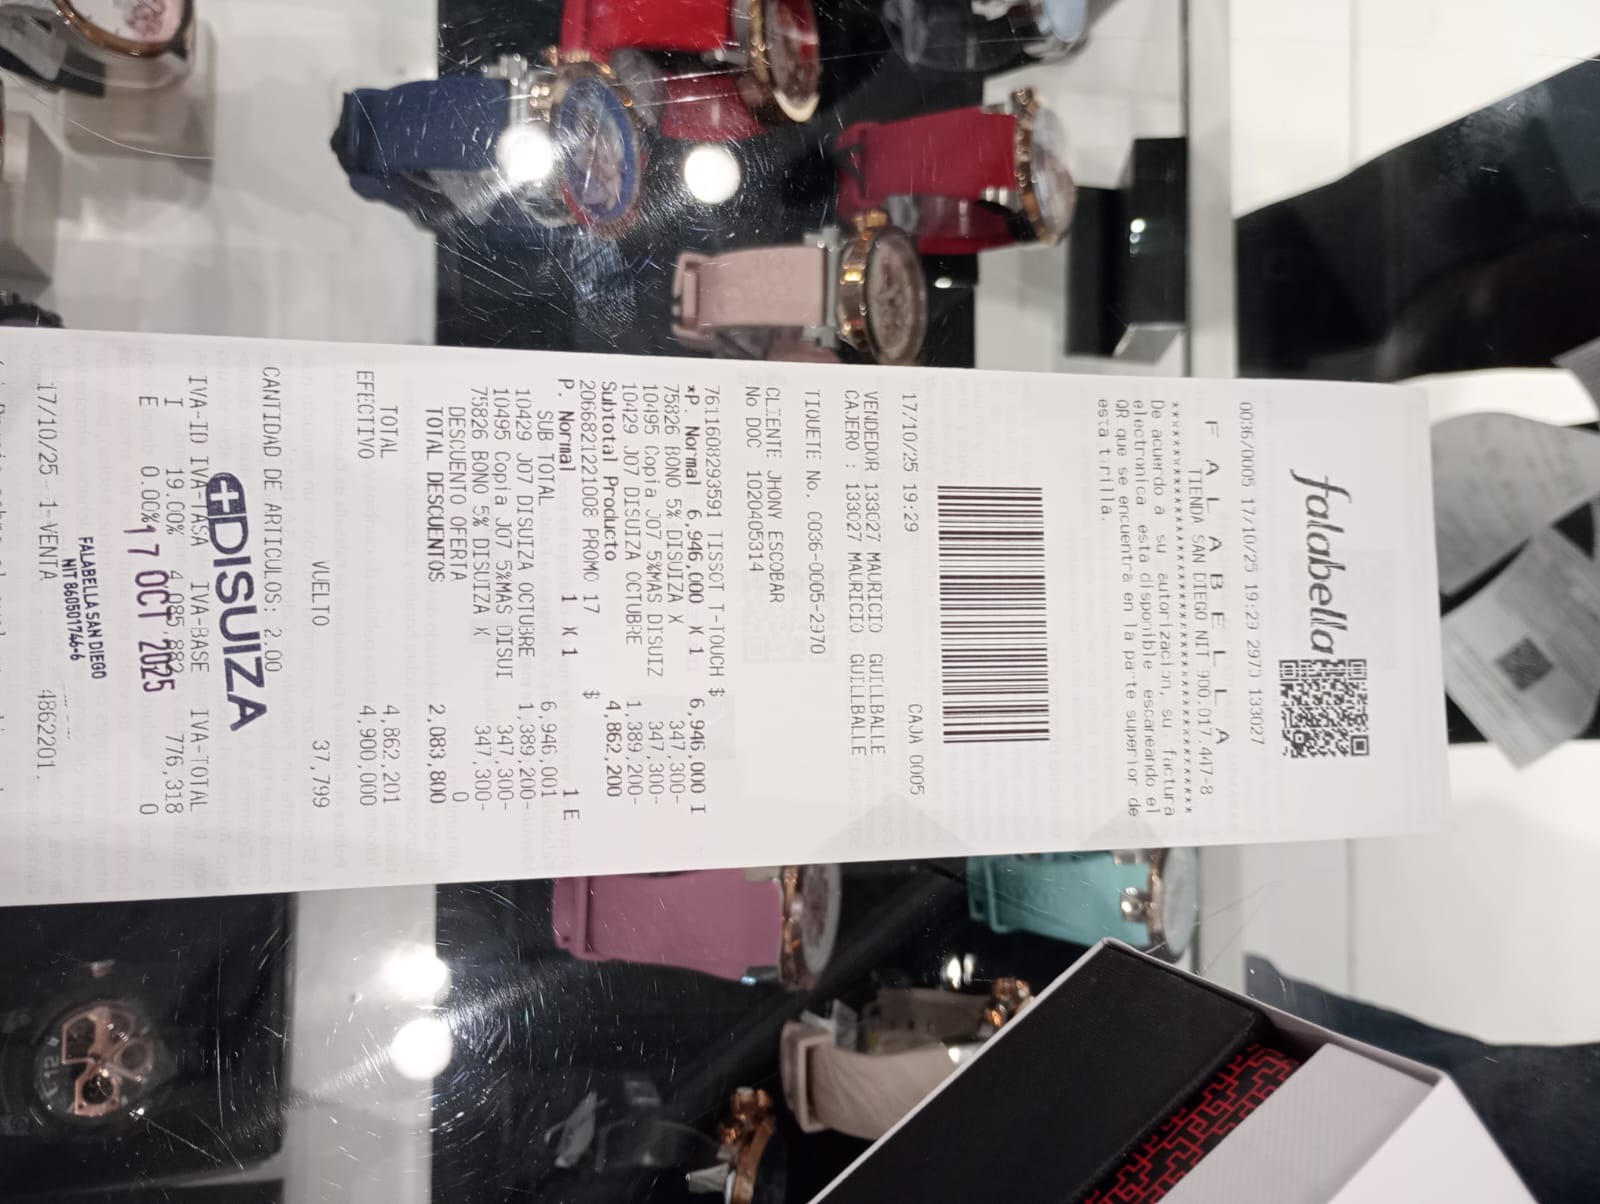 falabella
0036/0005 17/10/25 19:29 2970 133027
F A L A B E L L A
TIENDA SAN DIEGO NIT 900.017.447-8
************************************
De acuerdo a su autorizacion, su factura
electronica esta disponible escaneando el
QR que se encuentra en la parte superior de
esta tirilla.
17/10/25 19:29 CAJA 0005
VENDEDOR 133027 MAURICIO GUILLBALLE
CAJERO : 133027 MAURICIO GUILLBALLE
TIQUETE No. 0036-0005-2970
CLIENTE JHONY ESCOBAR
No DOC 1020405314
7611608293591 TISSOT T-TOUCH $ 6,946,000 I
*P. Normal 6,946,000 X 1
75826 BONO 5% DISUIZA X 347,300-
10495 Copia J07 5%MAS DISUIZ 347,300-
10429 J07 DISUIZA OCTUBRE 1,389,200-
Subtotal Producto 4,862,200
2066821221008 PROMO 17 $ 1 E
P. Normal 1 X 1
SUB TOTAL 6,946,001
10429 J07 DISUIZA OCTUBRE 1,389,200-
10495 Copia J07 5%MAS DISUI 347,300-
75826 BONO 5% DISUIZA X 347,300-
DESCUENTO OFERTA 0
TOTAL DESCUENTOS 2,083,800
TOTAL 4,862,201
EFECTIVO 4,900,000
VUELTO 37,799
CANTIDAD DE ARTICULOS: 2.00
DISUIZA
IVA-ID IVA-TASA IVA-BASE IVA-TOTAL
I 19.00% 4,085,882 776,318
E 0.00% 0
17 OCT 2025
FALABELLA SAN DIEGO
NIT 860501746-6
17/10/25 1-VENTA 4862201.